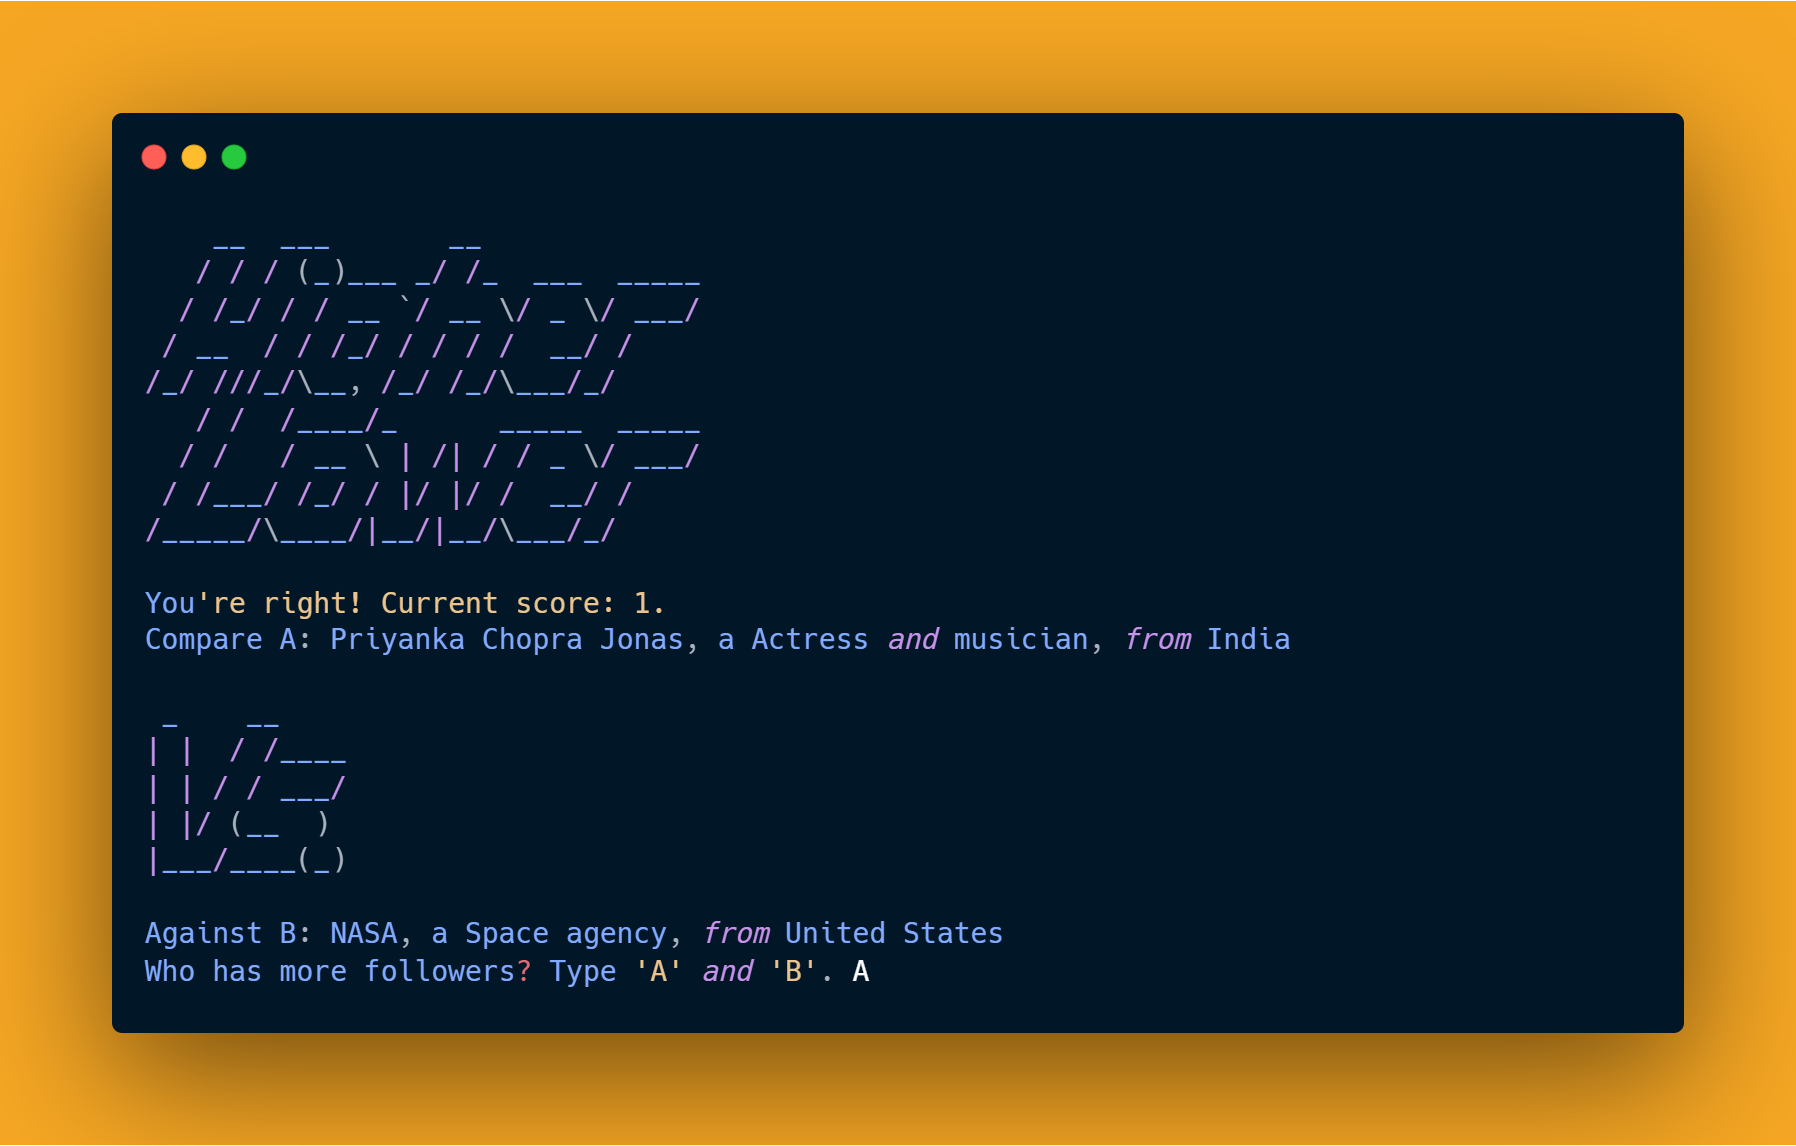 __  ___       __
   / / / (_)___ _/ /_  ___  _____
  / /_/ / / __ `/ __ \/ _ \/ ___/
 / __  / / /_/ / / / /  __/ /
/_/ ///_/\__, /_/ /_/\___/_/
   / /  /____/_      _____  _____
  / /   / __ \ | /| / / _ \/ ___/
 / /___/ /_/ / |/ |/ /  __/ /
/_____/\____/|__/|__/\___/_/
You're right! Current score: 1.
Compare A: Priyanka Chopra Jonas, a Actress and musician, from India
 _    __
| |  / /____
| | / / ___/
| |/ (__  )
|___/____(_)
Against B: NASA, a Space agency, from United States
Who has more followers? Type 'A' and 'B'. A